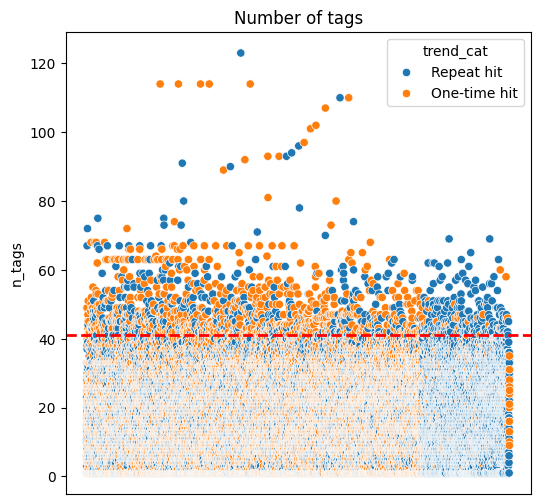 Number of tags
trend_cat
Repeat hit
One-time hit
120
100
80
60
40
20
0
n_tags